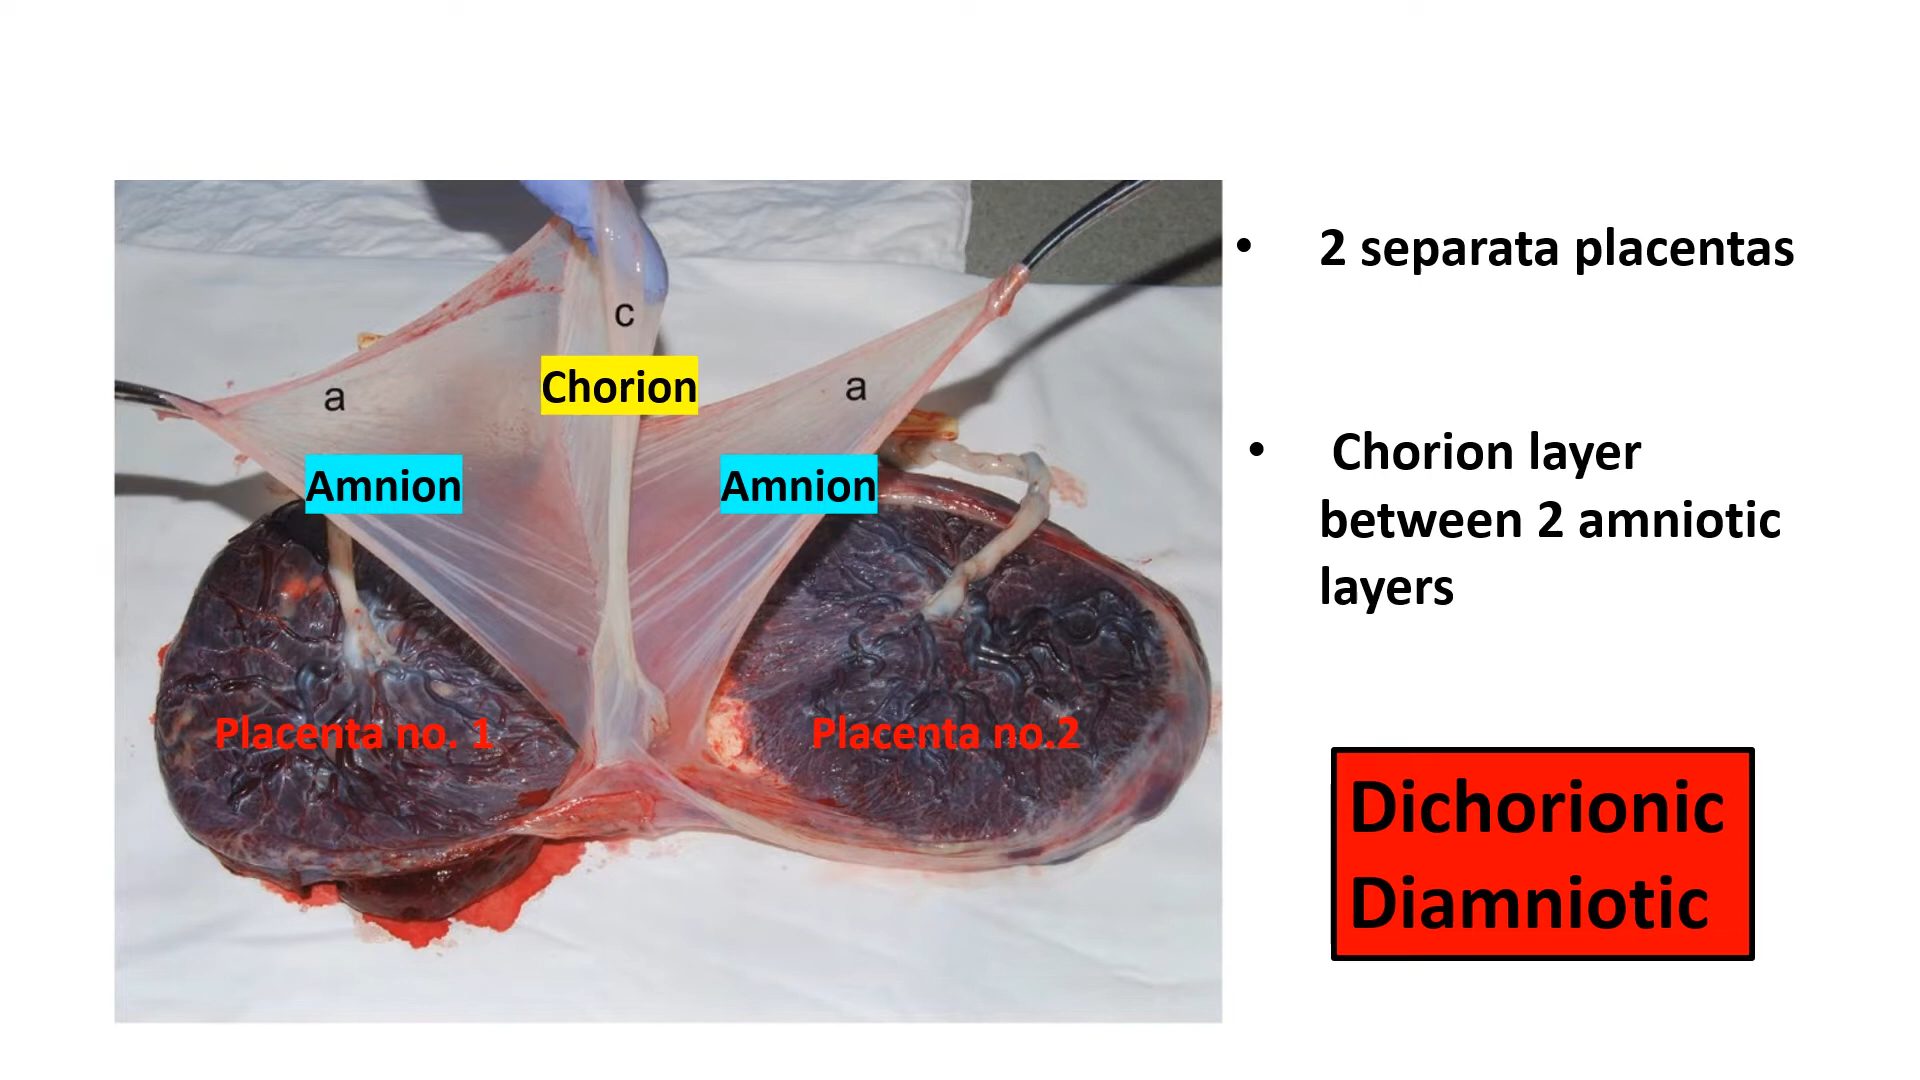 c
Chorion
a
a
Amnion
Amnion
Placenta no. 1
Placenta no.2
• 2 separata placentas
• Chorion layer
between 2 amniotic
layers
Dichorionic
Diamniotic